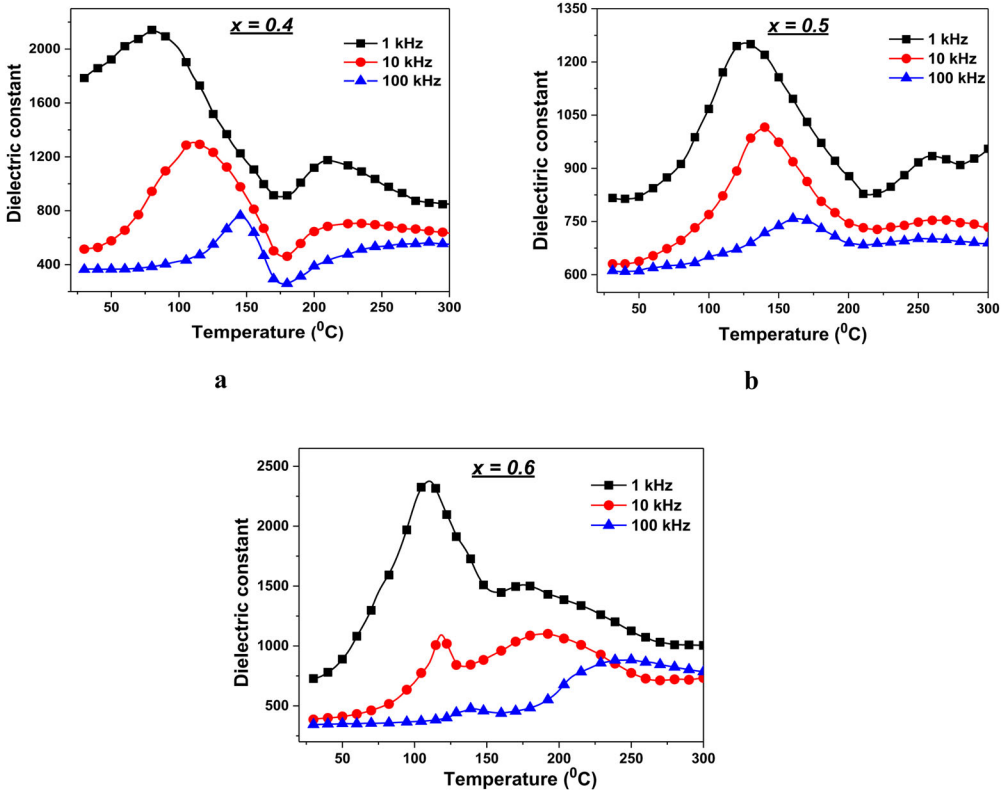 x = 0.4
1 kHz
10 kHz
100 kHz
Dielectric constant
2000
1600
1200
800
400
50 100 150 200 250 300
Temperature (⁰C)
a
x = 0.5
1 kHz
10 kHz
100 kHz
Dielectiric constant
1350
1200
1050
900
750
600
50 100 150 200 250 300
Temperature (⁰C)
b
x = 0.6
1 kHz
10 kHz
100 kHz
Dielectric constant
2500
2000
1500
1000
500
50 100 150 200 250 300
Temperature (⁰C)